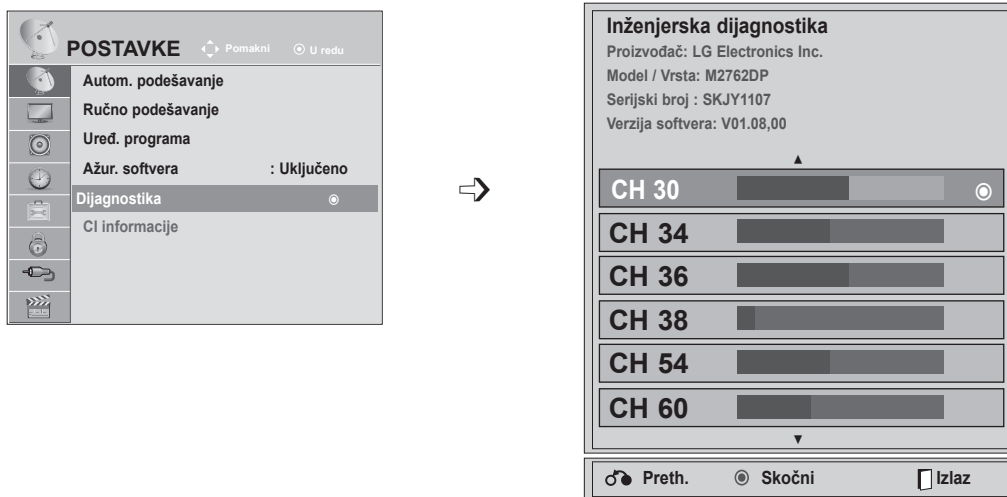 POSTAVKE
Pomakni
U redu
Autom. podešavanje
Ručno podešavanje
Uređ. programa
Ažur. softvera : Uključeno
Dijagnostika
CI informacije
Inženjerska dijagnostika
Proizvođač: LG Electronics Inc.
Model / Vrsta: M2762DP
Serijski broj : SKJY1107
Verzija softvera: V01.08,00
CH 30
CH 34
CH 36
CH 38
CH 54
CH 60
Preth.
Skočni
Izlaz